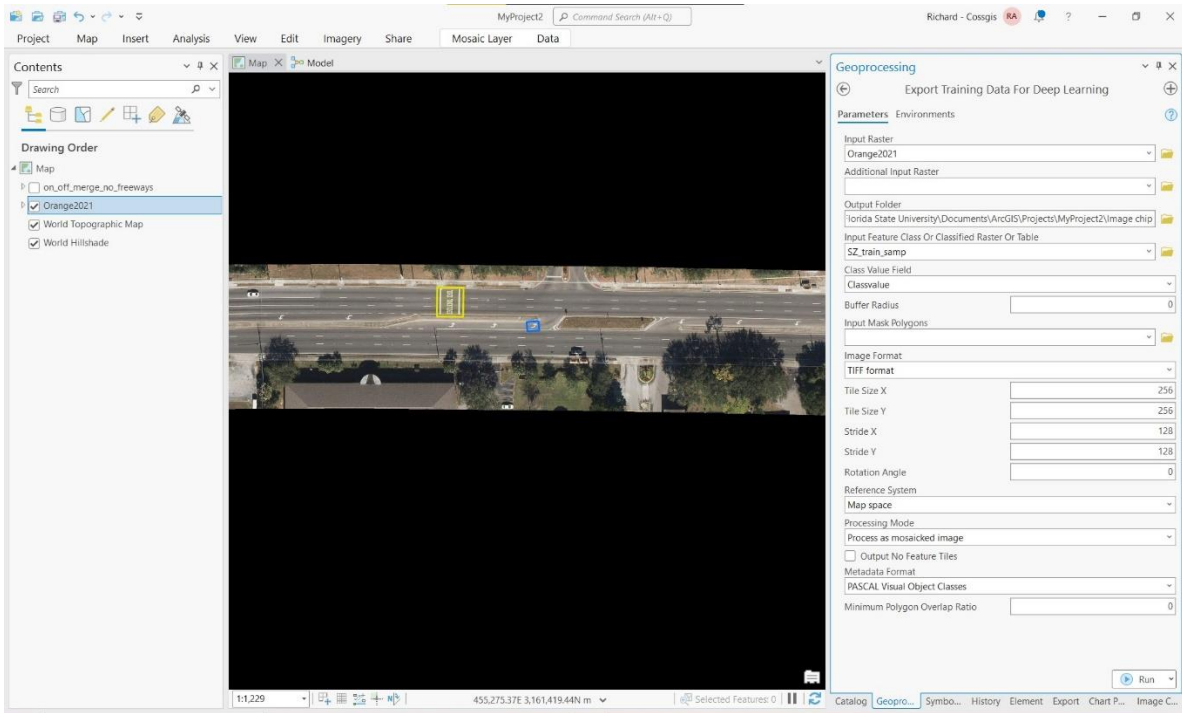 MyProject2
Command Search (Alt+Q)
Richard - Cossgis
RA
?
Project Map Insert Analysis View Edit Imagery Share Mosaic Layer Data
Contents
Map
Model
Search
Drawing Order
Map
on_off_merge_no_freeways
Orange2021
World Topographic Map
World Hillshade
1:1,229
455,275.37E 3,161,419.44N m
Selected Features: 0
Geoprocessing
Export Training Data For Deep Learning
Parameters Environments
?
Input Raster
Orange2021
Additional Input Raster
Output Folder
lorida State University\Documents\ArcGIS\Projects\MyProject2\Image chip
Input Feature Class Or Classified Raster Or Table
SZ_train_samp
Class Value Field
Classvalue
Buffer Radius 0
Input Mask Polygons
Image Format
TIFF format
Tile Size X 256
Tile Size Y 256
Stride X 128
Stride Y 128
Rotation Angle 0
Reference System
Map space
Processing Mode
Process as mosaicked image
Output No Feature Tiles
Metadata Format
PASCAL Visual Object Classes
Minimum Polygon Overlap Ratio 0
Run
Catalog Geopro... Symbo... History Element Export Chart P... Image C...